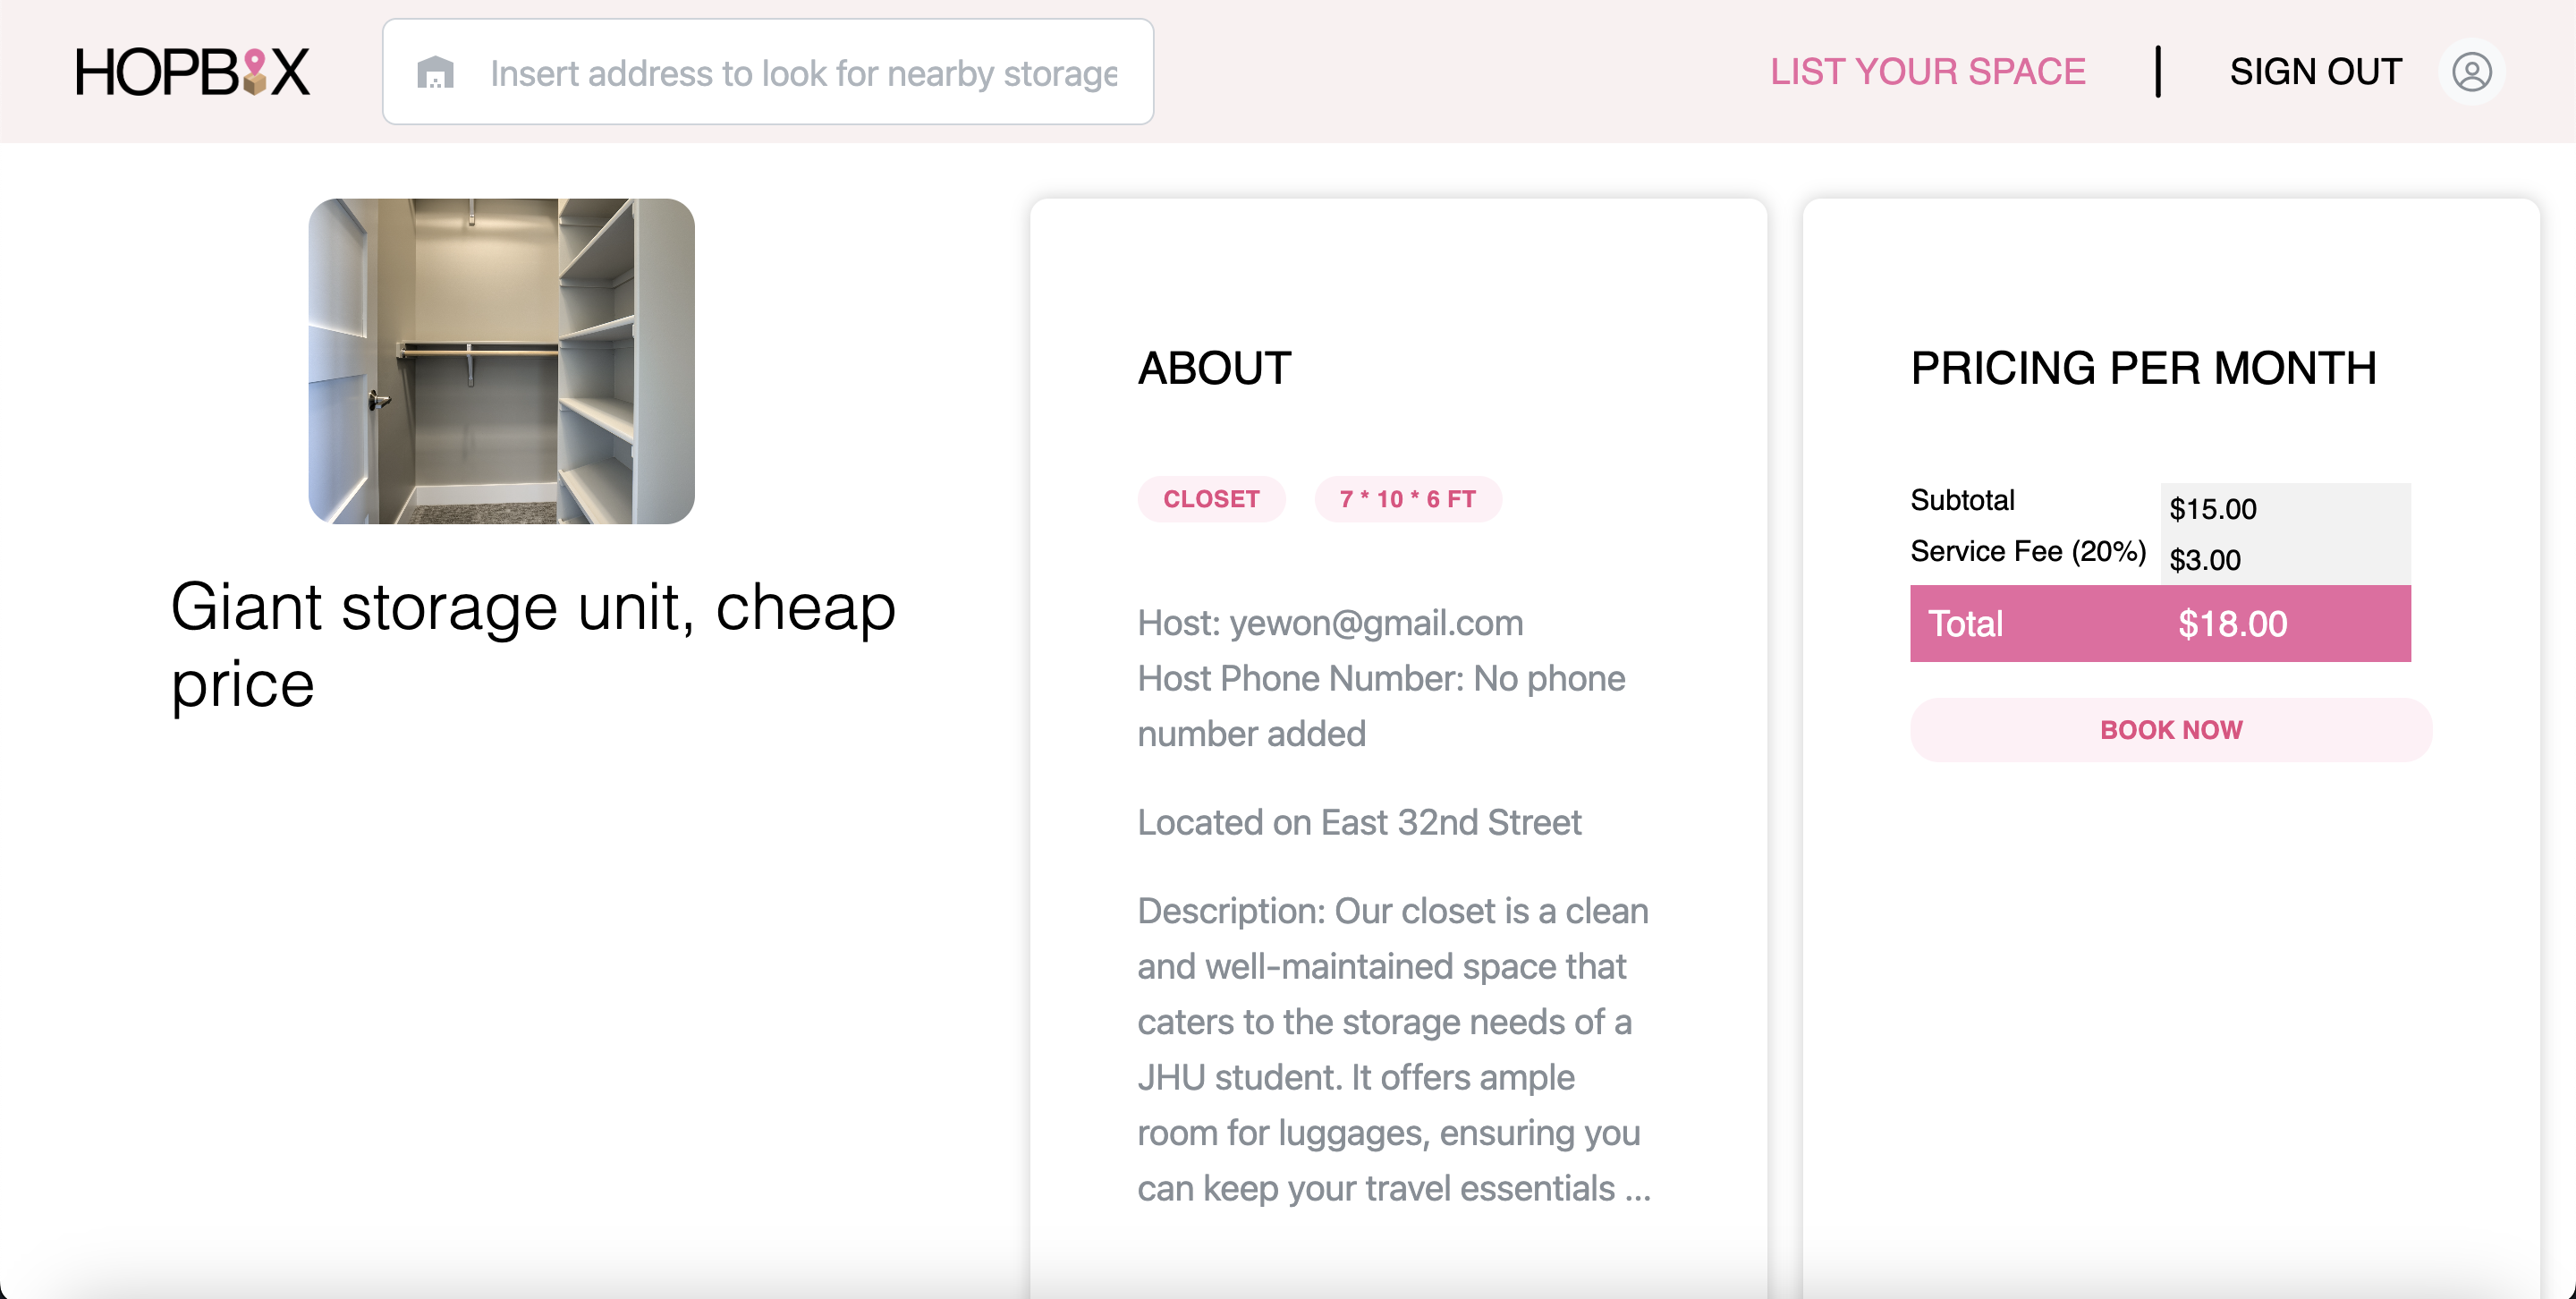 HOPBOX
Insert address to look for nearby storage
LIST YOUR SPACE
SIGN OUT
Giant storage unit, cheap
price
ABOUT
CLOSET
7 * 10 * 6 FT
Host: yewon@gmail.com
Host Phone Number: No phone
number added
Located on East 32nd Street
Description: Our closet is a clean
and well-maintained space that
caters to the storage needs of a
JHU student. It offers ample
room for luggages, ensuring you
can keep your travel essentials ...
PRICING PER MONTH
Subtotal $15.00
Service Fee (20%) $3.00
Total $18.00
BOOK NOW